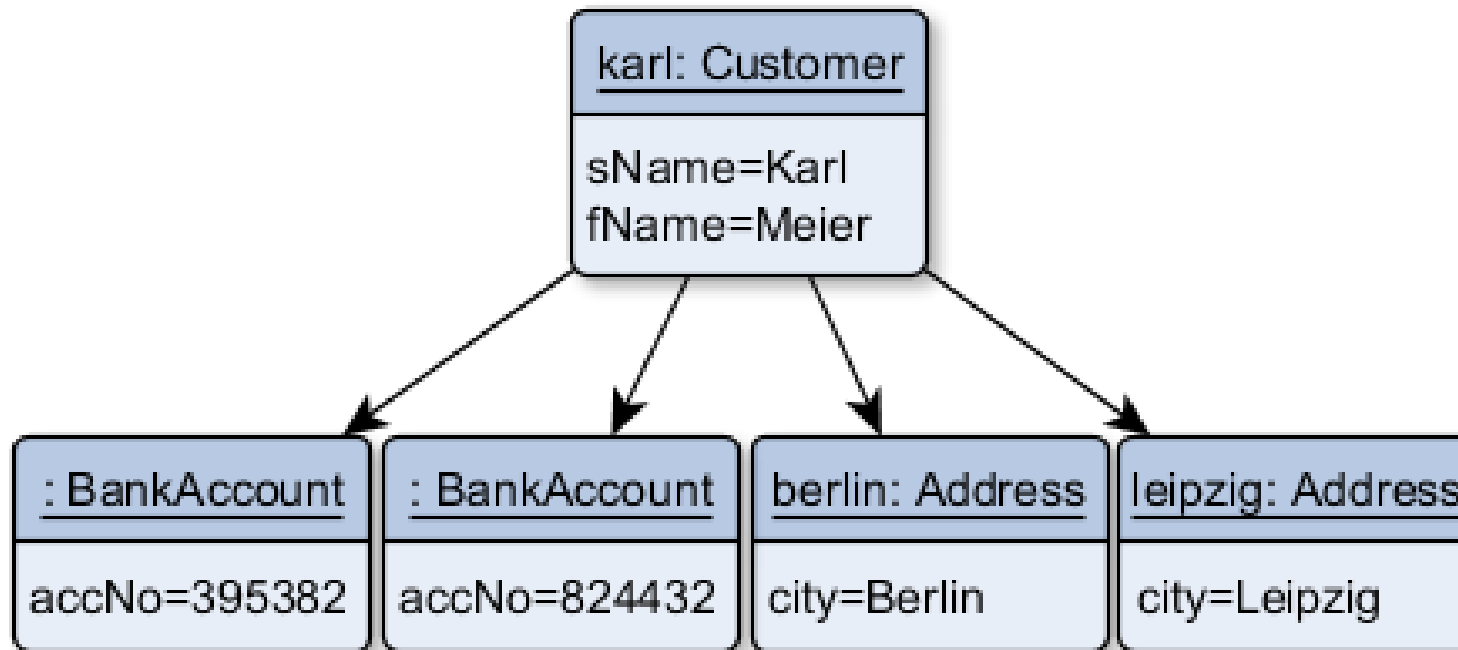 karl: Customer
sName=Karl
fName=Meier
: BankAccount
accNo=395382
: BankAccount
accNo=824432
berlin: Address
city=Berlin
leipzig: Address
city=Leipzig